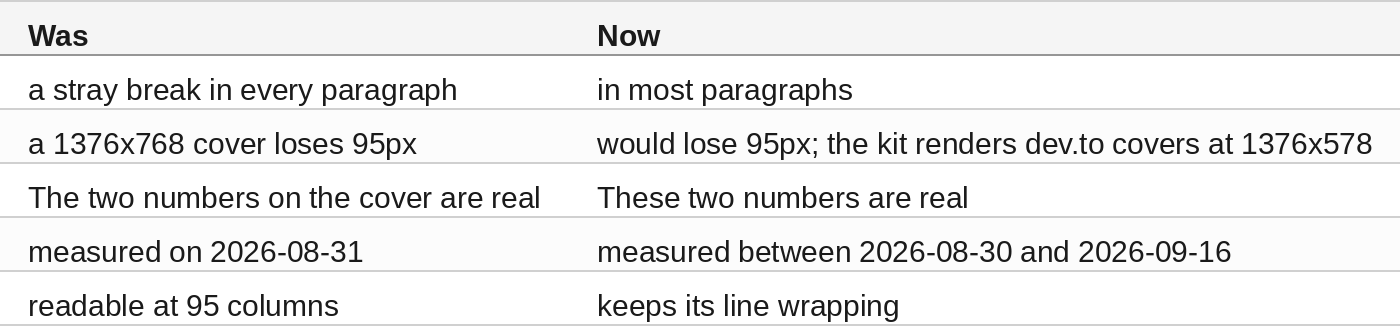 Was Now
a stray break in every paragraph in most paragraphs
a 1376x768 cover loses 95px would lose 95px; the kit renders dev.to covers at 1376x578
The two numbers on the cover are real These two numbers are real
measured on 2026-08-31 measured between 2026-08-30 and 2026-09-16
readable at 95 columns keeps its line wrapping